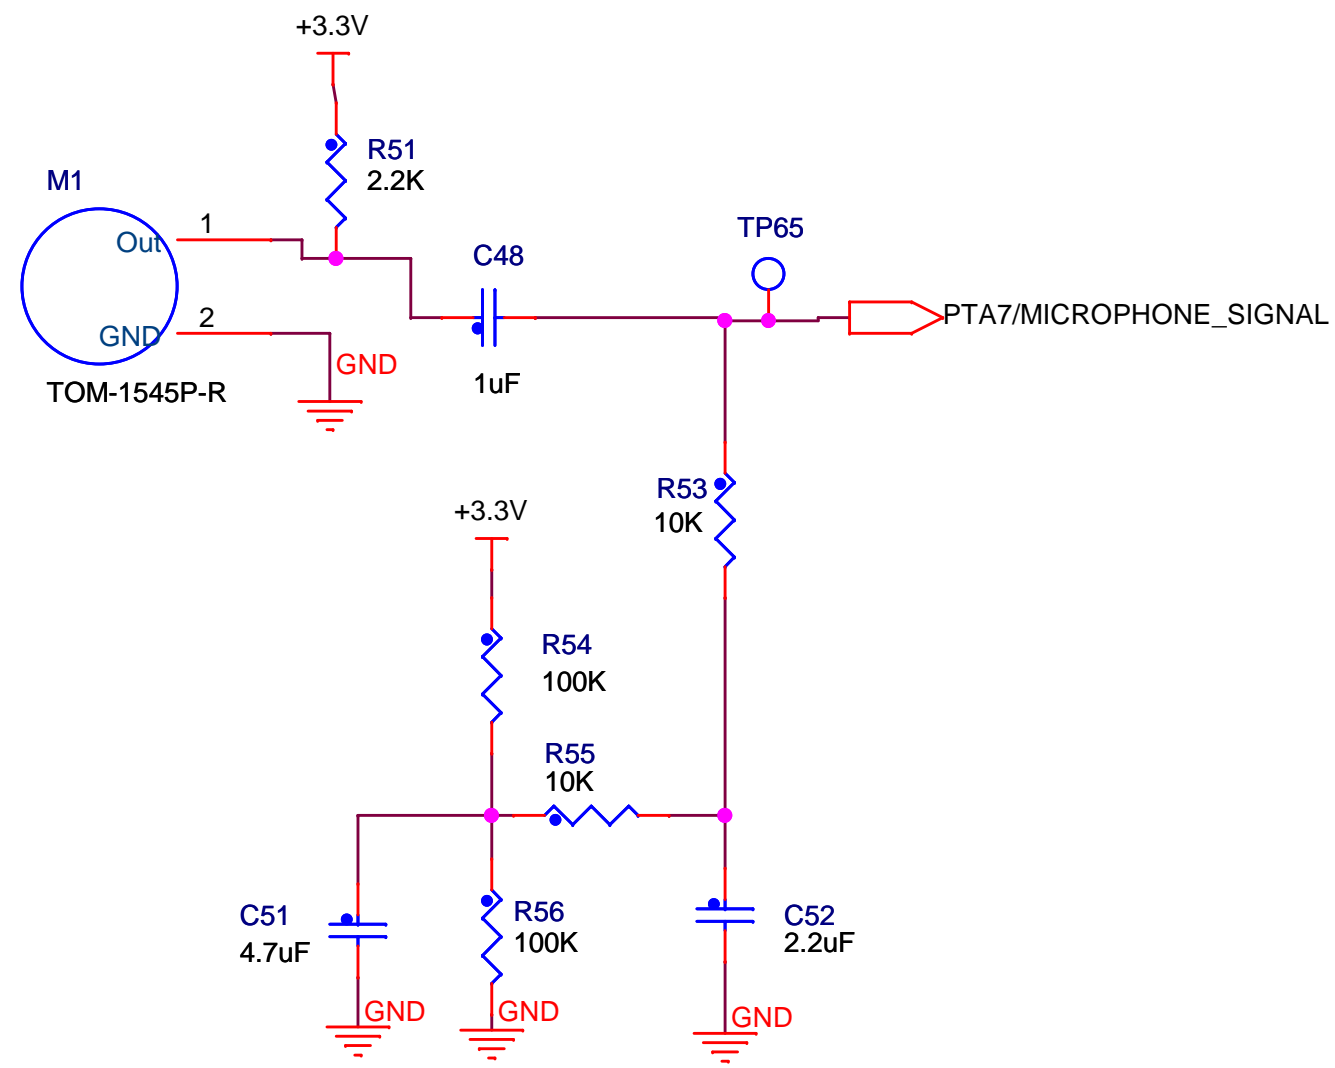 +3.3V
R51
2.2K
M1
1
Out
C48
TP65
2
GND
GND
PTA7/MICROPHONE_SIGNAL
TOM-1545P-R
1uF
R53
10K
+3.3V
R54
100K
R55
10K
C51
4.7uF
R56
100K
C52
2.2uF
GND
GND
GND